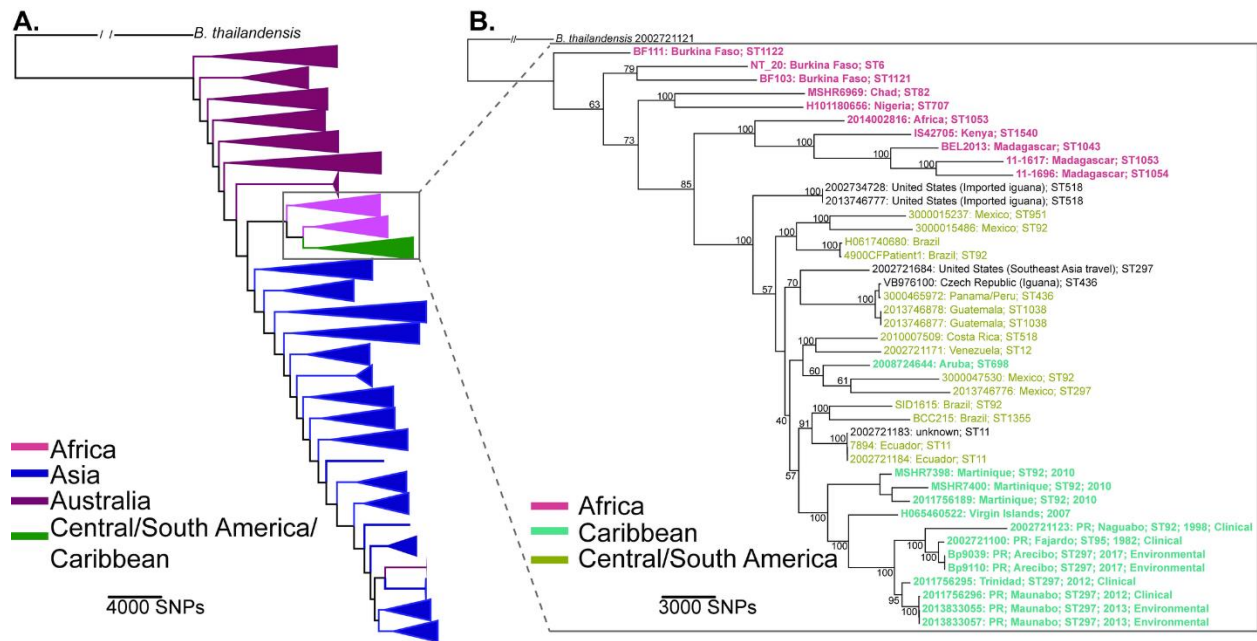 A.
B. thailandensis
Africa
Asia
Australia
Central/South America/
Caribbean
4000 SNPs
B.
B. thailandensis 2002721121
BF111: Burkina Faso; ST1122
79
NT_20: Burkina Faso; ST6
BF103: Burkina Faso; ST1121
63
100
MSHR6969: Chad; ST82
H101180656; Nigeria; ST707
73
100
2014002816: Africa; ST1053
100
IS42705: Kenya; ST1540
100
BEL2013: Madagascar; ST1043
100
11-1617: Madagascar; ST1053
11-1696: Madagascar; ST1054
85
100
2002734728: United States (Imported iguana); ST518
2013746777: United States (Imported iguana); ST518
100
100
3000015237: Mexico; ST951
3000015486: Mexico; ST92
100
H061740680: Brazil
4900CFPatient1: Brazil; ST92
57
70
2002721684: United States (Southeast Asia travel); ST297
VB976100: Czech Republic (Iguana); ST436
100
3000465972: Panama/Peru; ST436
2013746878: Guatemala; ST1038
2013746877: Guatemala; ST1038
100
2010007509: Costa Rica; ST518
2002721171: Venezuela; ST12
60
2008724644: Aruba; ST698
61
3000047530: Mexico; ST92
2013746776: Mexico; ST297
40
100
SID1615: Brazil; ST92
BCC215: Brazil; ST1355
91
100
2002721183: unknown; ST11
7894: Ecuador; ST11
2002721184: Ecuador; ST11
57
100
MSHR7398: Martinique; ST92; 2010
100
MSHR7400: Martinique; ST92; 2010
2011756189: Martinique; ST92; 2010
100
H065460522: Virgin Islands; 2007
100
100
2002721123: PR; Naguabo; ST92; 1998; Clinical
100
2002721100: PR; Fajardo; ST95; 1982; Clinical
100
Bp9039: PR; Arecibo; ST297; 2017; Environmental
Bp9110: PR; Arecibo; ST297; 2017; Environmental
100
95
2011756295: Trinidad; ST297; 2012; Clinical
100
2011756296: PR; Maunabo; ST297; 2012; Clinical
2013833055: PR; Maunabo; ST297; 2013; Environmental
2013833057: PR; Maunabo; ST297; 2013; Environmental
Africa
Caribbean
Central/South America
3000 SNPs